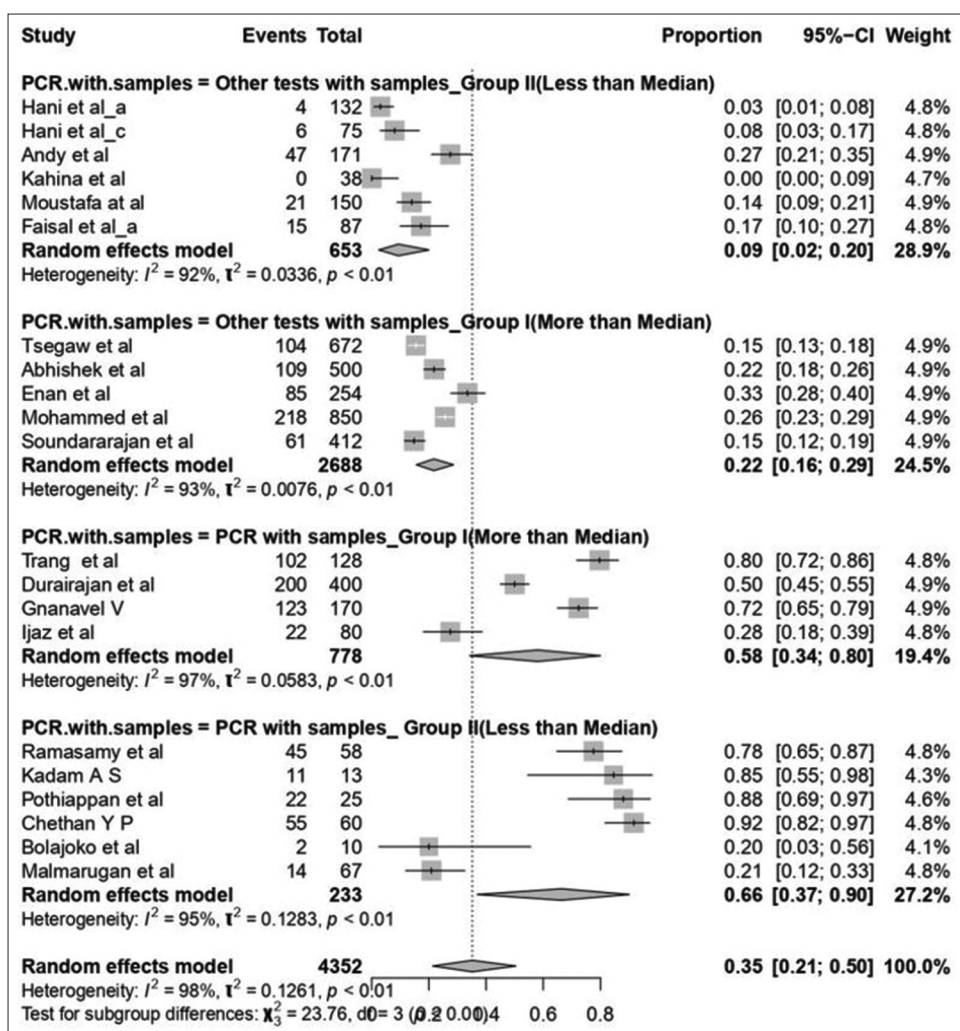 Study Events Total Proportion 95%−CI Weight
PCR.with.samples = Other tests with samples_Group II(Less than Median)
Hani et al_a 4 132 0.03 [0.01; 0.08] 4.8%
Hani et al_c 6 75 0.08 [0.03; 0.17] 4.8%
Andy et al 47 171 0.27 [0.21; 0.35] 4.9%
Kahina et al 0 38 0.00 [0.00; 0.09] 4.7%
Moustafa at al 21 150 0.14 [0.09; 0.21] 4.9%
Faisal et al_a 15 87 0.17 [0.10; 0.27] 4.8%
Random effects model 653 0.09 [0.02; 0.20] 28.9%
Heterogeneity: I² = 92%, τ² = 0.0336, p < 0.01
PCR.with.samples = Other tests with samples_Group I(More than Median)
Tsegaw et al 104 672 0.15 [0.13; 0.18] 4.9%
Abhishek et al 109 500 0.22 [0.18; 0.26] 4.9%
Enan et al 85 254 0.33 [0.28; 0.40] 4.9%
Mohammed et al 218 850 0.26 [0.23; 0.29] 4.9%
Soundararajan et al 61 412 0.15 [0.12; 0.19] 4.9%
Random effects model 2688 0.22 [0.16; 0.29] 24.5%
Heterogeneity: I² = 93%, τ² = 0.0076, p < 0.01
PCR.with.samples = PCR with samples_Group I(More than Median)
Trang et al 102 128 0.80 [0.72; 0.86] 4.8%
Durairajan et al 200 400 0.50 [0.45; 0.55] 4.9%
Gnanavel V 123 170 0.72 [0.65; 0.79] 4.9%
Ijaz et al 22 80 0.28 [0.18; 0.39] 4.8%
Random effects model 778 0.58 [0.34; 0.80] 19.4%
Heterogeneity: I² = 97%, τ² = 0.0583, p < 0.01
PCR.with.samples = PCR with samples_ Group II(Less than Median)
Ramasamy et al 45 58 0.78 [0.65; 0.87] 4.8%
Kadam A S 11 13 0.85 [0.55; 0.98] 4.3%
Pothiappan et al 22 25 0.88 [0.69; 0.97] 4.6%
Chethan Y P 55 60 0.92 [0.82; 0.97] 4.8%
Bolajoko et al 2 10 0.20 [0.03; 0.56] 4.1%
Malmarugan et al 14 67 0.21 [0.12; 0.33] 4.8%
Random effects model 233 0.66 [0.37; 0.90] 27.2%
Heterogeneity: I² = 95%, τ² = 0.1283, p < 0.01
Random effects model 4352 0.35 [0.21; 0.50] 100.0%
Heterogeneity: I² = 98%, τ² = 0.1261, p < 0.01
Test for subgroup differences: χ²₃ = 23.76, df = 3 0.4 0.6 0.8